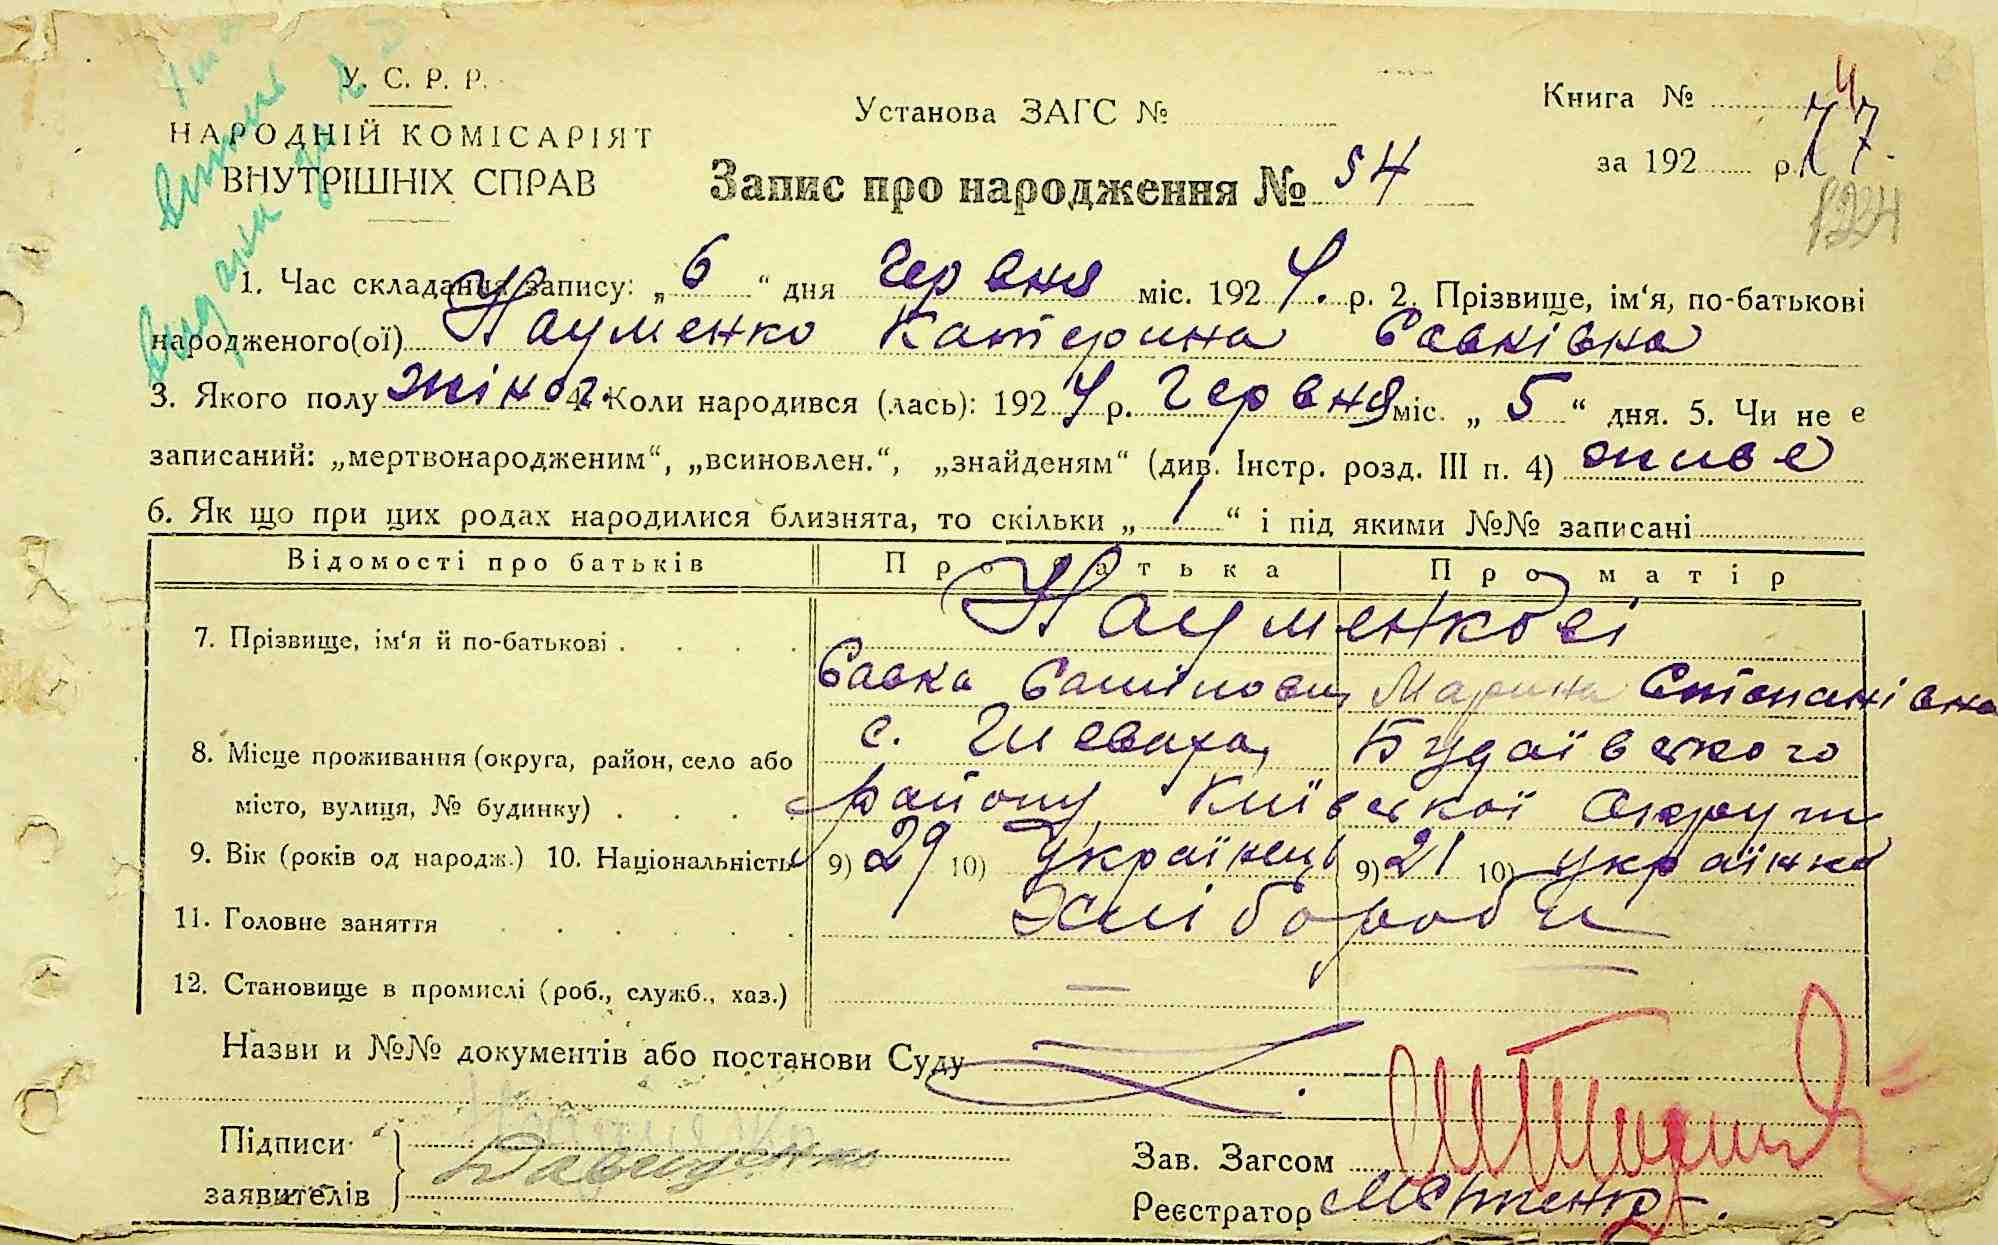 У. С. Р. Р.
НАРОДНІЙ КОМІСАРІЯТ
ВНУТРІШНІХ СПРАВ
Установа ЗАГС №
Книга №
за 192 р.
77
1924
Запис про народження № 54
1. Час складання запису: „ 6 “ дня червня міс. 192 4. р. 2. Прізвище, ім‘я, по-батькові
народженого(ої) Науменко Катерина Савківна
3. Якого полу жіноч. 4. Коли народився (лась): 192 4 р. Червня міс. „ 5 “ дня. 5. Чи не є
записаний: „мертвонародженим“, „всиновлен.“, „знайденям“ (див. Інстр. розд. III п. 4) живе
6. Як що при цих родах народилися близнята, то скільки „ 1 “ і під якими №№ записані
Відомості про батьків Про батька Про матір
7. Прізвище, ім‘я й по-батькові . . . . Науменкові
Савка Марина Степанівна
8. Місце проживання (округа, район, село або с. Будаївського
місто, вулиця, № будинку) . . . . району, Київської Округи
9. Вік (років од народж.) 10. Національність 9) 29 10) Українець 9) 21 10) Українка
11. Головне заняття . . . . . . Хлібороби
12. Становище в промислі (роб., служб., хаз.) — —
Назви и №№ документів або постанови Суду
Підписи
заявителів
Зав. Загсом
Реєстратор